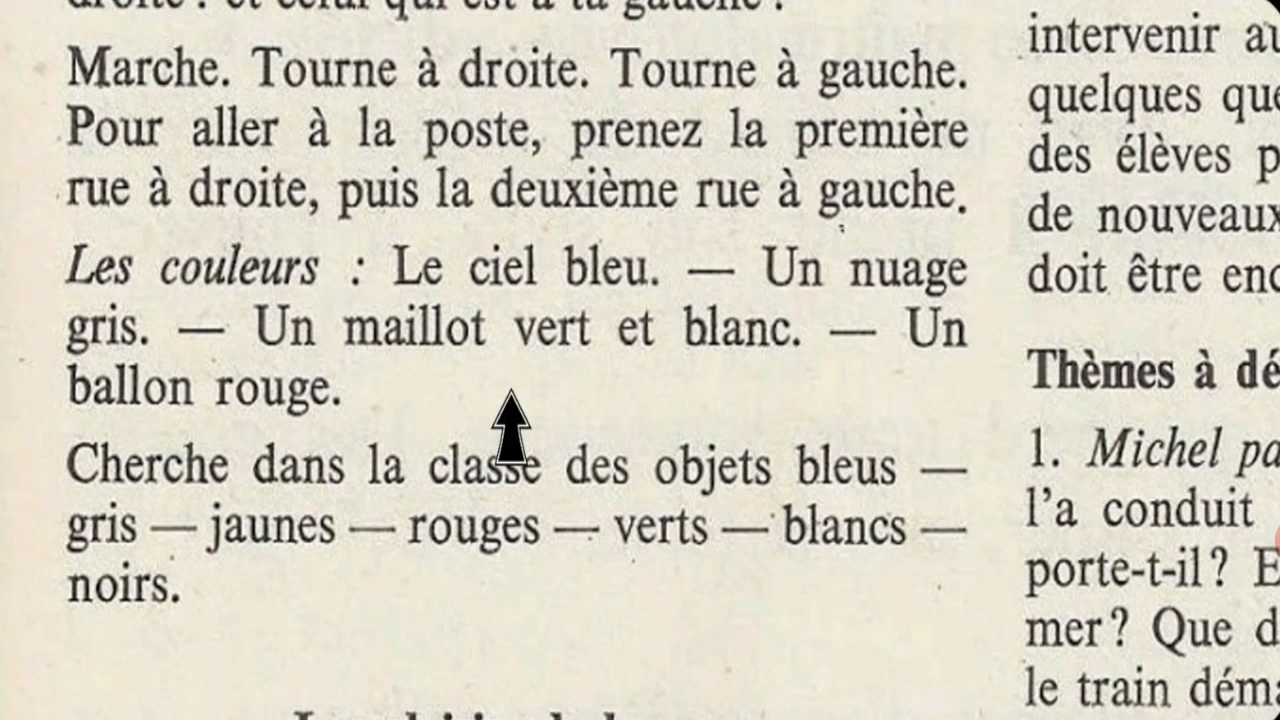 Marche. Tourne à droite. Tourne à gauche.
Pour aller à la poste, prenez la première
rue à droite, puis la deuxième rue à gauche.
Les couleurs : Le ciel bleu. — Un nuage
gris. — Un maillot vert et blanc. — Un
ballon rouge.
Cherche dans la classe des objets bleus —
gris — jaunes — rouges — verts — blancs —
noirs.
intervenir
quelques
des élèves
de nouveaux
doit être
Thèmes à
1. Michel
l'a conduit
porte-t-il ?
mer ? Que
le train